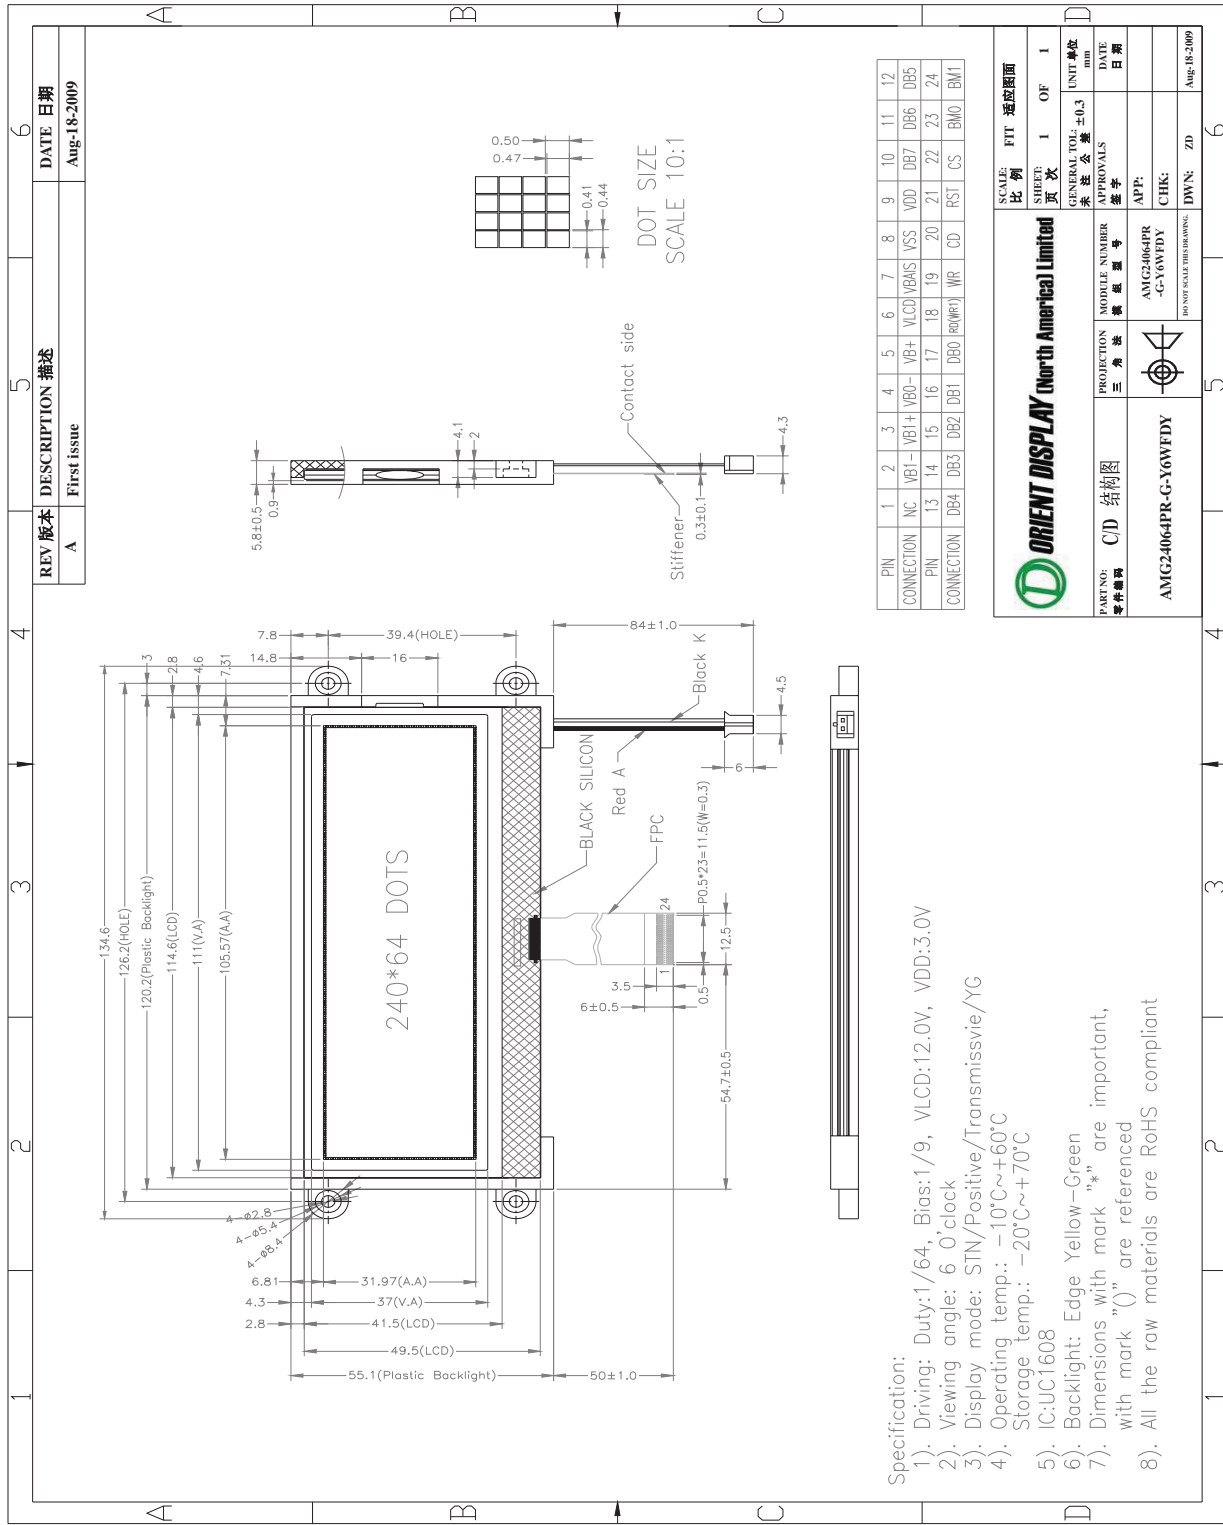 1 2 3 4 5 6
A B C D
REV 版本 DESCRIPTION 描述 DATE 日期
A First issue Aug-18-2009
134.6
126.2(HOLE)
120.2(Plastic Backlight)
114.6(LCD)
111(V.A)
105.57(A.A)
3
2.8
4.6
7.31
4-ø2.8
4-ø5.4
4-ø8.4
240*64 DOTS
6.81
31.97(A.A)
4.3
37(V.A)
2.8
41.5(LCD)
49.5(LCD)
55.1(Plastic Backlight)
50±1.0
7.8
39.4(HOLE)
14.8
16
84±1.0
BLACK SILICON
Red A
Black K
FPC
1 24
3.5
6±0.5
0.5
P0.5*23=11.5(W=0.3)
12.5
54.7±0.5
6
4.5
5.8±0.5
0.9
4.1
2
Contact side
Stiffener
0.3±0.1
4.3
0.50
0.47
0.41
0.44
DOT SIZE
SCALE 10:1
Specification:
1). Driving: Duty:1/64, Bias:1/9, VLCD:12.0V, VDD:3.0V
2). Viewing angle: 6 O'clock
3). Display mode: STN/Positive/Transmissvie/YG
4). Operating temp.: -10°C~+60°C
Storage temp.: -20°C~+70°C
5). IC:UC1608
6). Backlight: Edge Yellow-Green
7). Dimensions with mark "*" are important,
with mark "()" are referenced
8). All the raw materials are RoHS compliant
PIN 1 2 3 4 5 6 7 8 9 10 11 12
CONNECTION NC VB1- VB1+ VB0- VB+ VLCD VBAIS VSS VDD DB7 DB6 DB5
PIN 13 14 15 16 17 18 19 20 21 22 23 24
CONNECTION DB4 DB3 DB2 DB1 DB0 RD(WR1) WR CD RST CS BM0 BM1
D ORIENT DISPLAY (North America) Limited
SCALE: FIT 适应图面
比 例
SHEET: 1 OF 1
页 次
GENERAL TOL: ±0.3
未 注 公 差
UNIT 单位
mm
PART NO: C/D 结构图
零件编码
AMG24064PR-G-Y6WFDY
PROJECTION
三 角 法
MODULE NUMBER
模 组 型 号
AMG24064PR
-G-Y6WFDY
DO NOT SCALE THIS DRAWING.
APPROVALS
签字
DATE
日 期
APP:
CHK:
DWN: ZD Aug-18-2009
A B C D
1 2 3 4 5 6